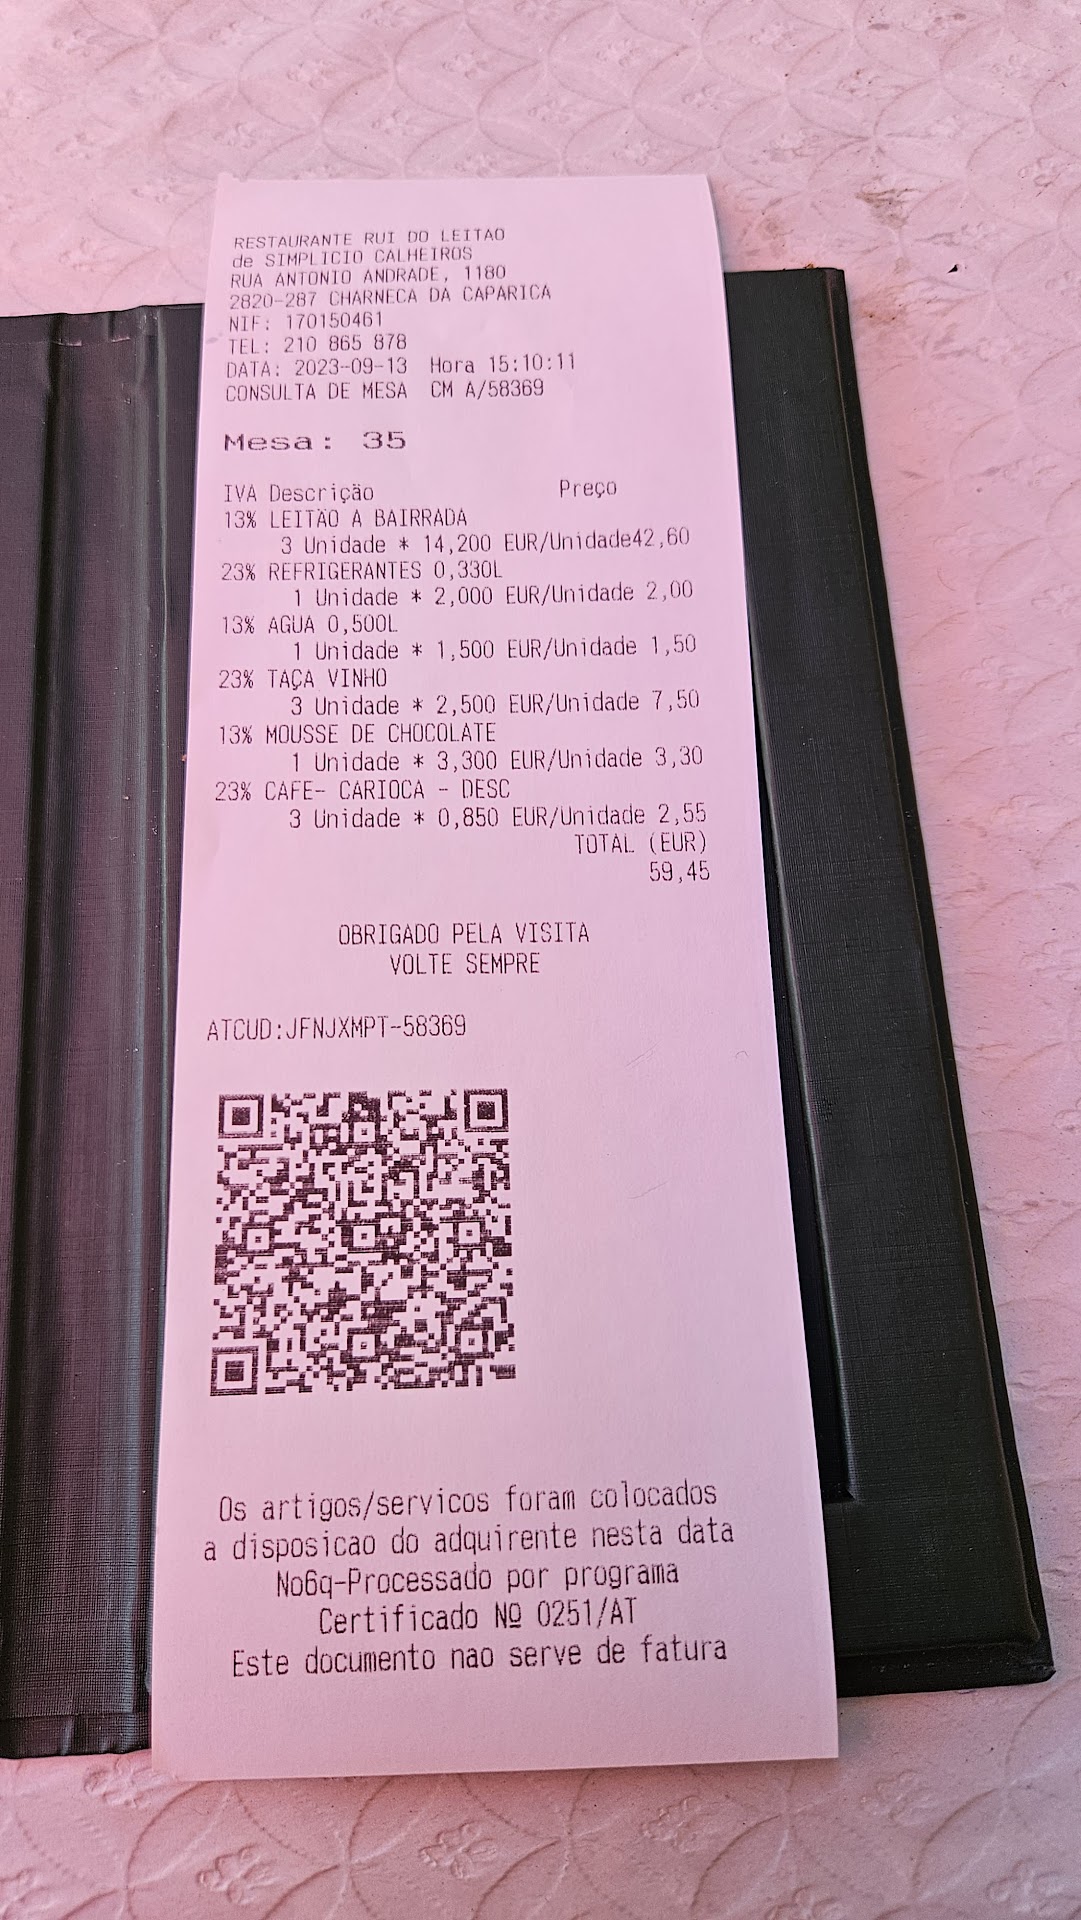 RESTAURANTE RUI DO LEITAO
de SIMPLICIO CALHEIROS
RUA ANTONIO ANDRADE, 1180
2820-287 CHARNECA DA CAPARICA
NIF: 170150461
TEL: 210 865 878
DATA: 2023-09-13 Hora 15:10:11
CONSULTA DE MESA CM A/58369
Mesa: 35
IVA Descrição Preço
13% LEITÃO A BAIRRADA
3 Unidade * 14,200 EUR/Unidade42,60
23% REFRIGERANTES 0,330L
1 Unidade * 2,000 EUR/Unidade 2,00
13% AGUA 0,500L
1 Unidade * 1,500 EUR/Unidade 1,50
23% TAÇA VINHO
3 Unidade * 2,500 EUR/Unidade 7,50
13% MOUSSE DE CHOCOLATE
1 Unidade * 3,300 EUR/Unidade 3,30
23% CAFE- CARIOCA - DESC
3 Unidade * 0,850 EUR/Unidade 2,55
TOTAL (EUR)
59,45
OBRIGADO PELA VISITA
VOLTE SEMPRE
ATCUD:JFNJXMPT-58369
Os artigos/servicos foram colocados
a disposicao do adquirente nesta data
No6q-Processado por programa
Certificado Nº 0251/AT
Este documento nao serve de fatura